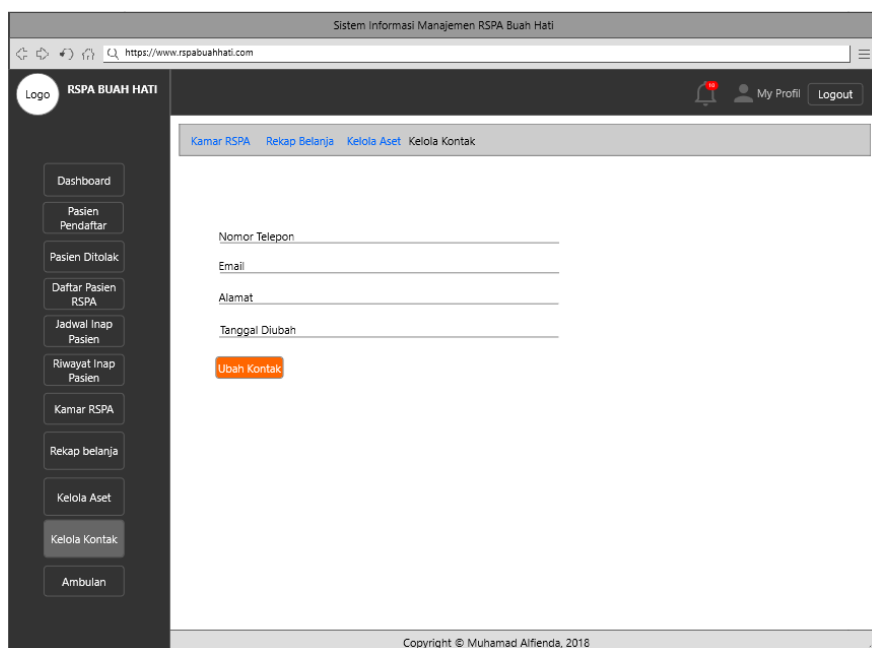 Sistem Informasi Manajemen RSPA Buah Hati
https://www.rspabuahhati.com
Logo
RSPA BUAH HATI
My Profil
Logout
Kamar RSPA Rekap Belanja Kelola Aset Kelola Kontak
Dashboard
Pasien
Pendaftar
Pasien Ditolak
Daftar Pasien
RSPA
Jadwal Inap
Pasien
Riwayat Inap
Pasien
Kamar RSPA
Rekap belanja
Kelola Aset
Kelola Kontak
Ambulan
Nomor Telepon
Email
Alamat
Tanggal Diubah
Ubah Kontak
Copyright © Muhamad Alfienda, 2018